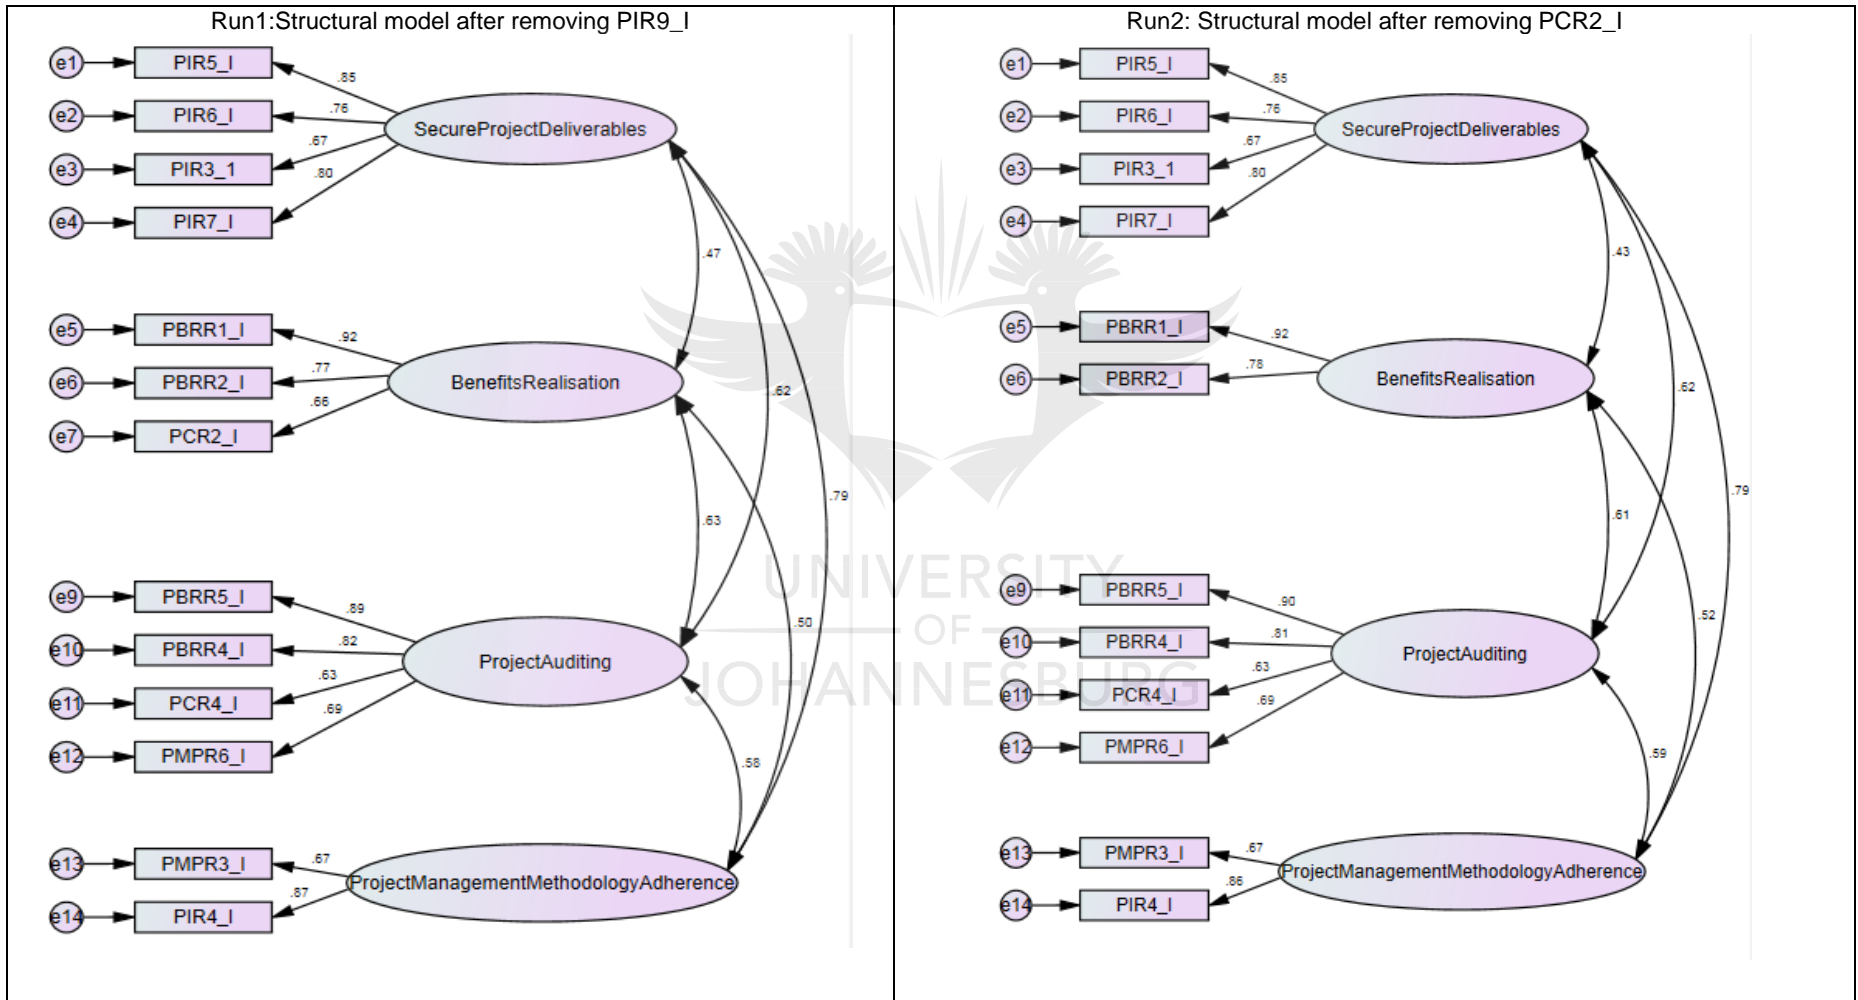 Run1:Structural model after removing PIR9_I
e1
PIR5_I
.85
e2
PIR6_I
.76
SecureProjectDeliverables
e3
PIR3_1
.67
e4
PIR7_I
.80
.47
e5
PBRR1_I
.92
e6
PBRR2_I
.77
BenefitsRealisation
.62
e7
PCR2_I
.66
.79
.63
e9
PBRR5_I
.89
.50
e10
PBRR4_I
.82
ProjectAuditing
e11
PCR4_I
.63
e12
PMPR6_I
.69
.58
e13
PMPR3_I
.67
ProjectManagementMethodologyAdherence
e14
PIR4_I
.87
Run2: Structural model after removing PCR2_I
e1
PIR5_I
.85
e2
PIR6_I
.76
SecureProjectDeliverables
e3
PIR3_1
.67
e4
PIR7_I
.80
.43
e5
PBRR1_I
.92
e6
PBRR2_I
.78
BenefitsRealisation
.62
.79
.61
e9
PBRR5_I
.90
.52
e10
PBRR4_I
.81
ProjectAuditing
e11
PCR4_I
.63
e12
PMPR6_I
.69
.59
e13
PMPR3_I
.67
ProjectManagementMethodologyAdherence
e14
PIR4_I
.86
UNIVERSITY
OF
JOHANNESBURG